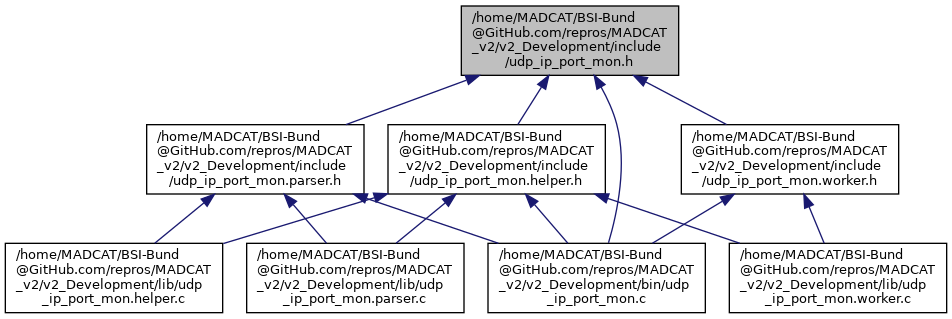 /home/MADCAT/BSI-Bund
@GitHub.com/repros/MADCAT
_v2/v2_Development/include
/udp_ip_port_mon.h
/home/MADCAT/BSI-Bund
@GitHub.com/repros/MADCAT
_v2/v2_Development/include
/udp_ip_port_mon.parser.h
/home/MADCAT/BSI-Bund
@GitHub.com/repros/MADCAT
_v2/v2_Development/include
/udp_ip_port_mon.helper.h
/home/MADCAT/BSI-Bund
@GitHub.com/repros/MADCAT
_v2/v2_Development/include
/udp_ip_port_mon.worker.h
/home/MADCAT/BSI-Bund
@GitHub.com/repros/MADCAT
_v2/v2_Development/lib/udp
_ip_port_mon.helper.c
/home/MADCAT/BSI-Bund
@GitHub.com/repros/MADCAT
_v2/v2_Development/lib/udp
_ip_port_mon.parser.c
/home/MADCAT/BSI-Bund
@GitHub.com/repros/MADCAT
_v2/v2_Development/bin/udp
_ip_port_mon.c
/home/MADCAT/BSI-Bund
@GitHub.com/repros/MADCAT
_v2/v2_Development/lib/udp
_ip_port_mon.worker.c